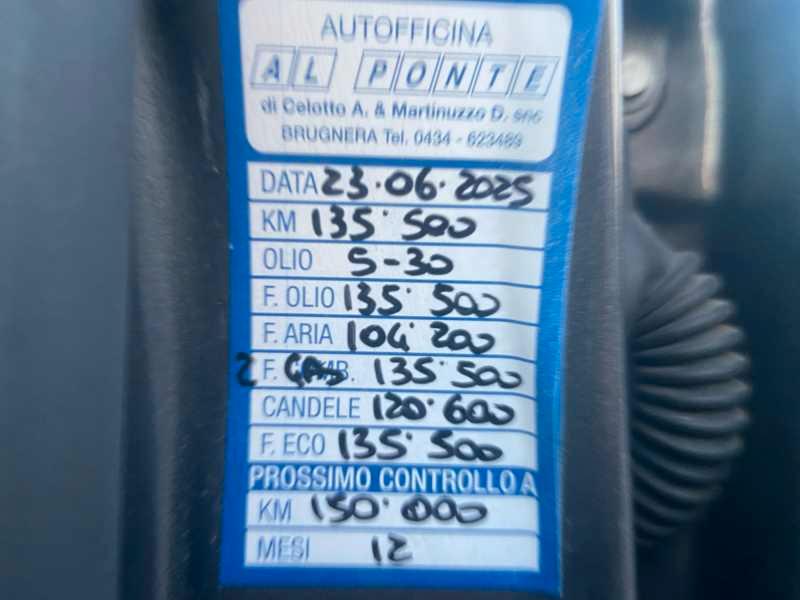 AUTOFFICINA
AL PONTE
di Celotto A. & Martinuzzo D. snc
BRUGNERA Tel. 0434 - 623489
DATA 23.06.2025
KM 135'500
OLIO 5-30
F. OLIO 135'500
F. ARIA 104'200
2 F. GAS 135'500
CANDELE 120'600
F. ECO 135'500
PROSSIMO CONTROLLO A
KM 150'000
MESI 12